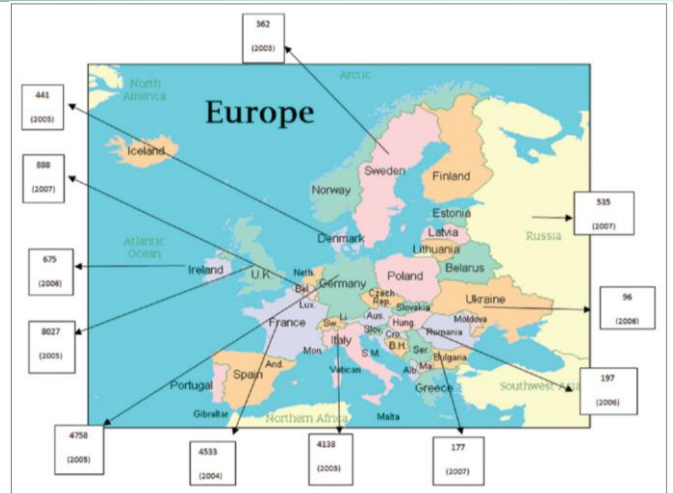 362
(2003)
Arctic
North
America
Europe
441
(2005)
Iceland
Sweden
Finland
888
(2007)
Norway
535
(2007)
Estonia
Latvia
Russia
Denmark
Lithuania
Atlantic
Ocean
675
(2006)
Ireland
U.K.
Neth.
Bel.
Lux.
Germany
Poland
Belarus
Czech
Rep.
Slovakia
Ukraine
96
(2006)
France
Li
Aus.
Hung.
Moldova
Sw.
Slov.
Cro.
Romania
8027
(2005)
Italy
B.H.
Ser.
Mon.
S.M.
Bulgaria
And.
Spain
Vatican
Alb.
Ma.
197
(2006)
Portugal
Greece
Southwest Asia
Gibraltar
Northern Africa
Malta
4758
(2005)
4533
(2004)
4138
(2005)
177
(2007)